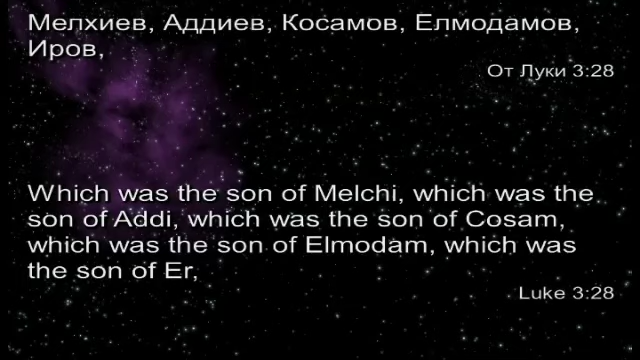 Мелхиев, Аддиев, Косамов, Елмодамов,
Иров,
От Луки 3:28
Which was the son of Melchi, which was the
son of Addi, which was the son of Cosam,
which was the son of Elmodam, which was
the son of Er,
Luke 3:28